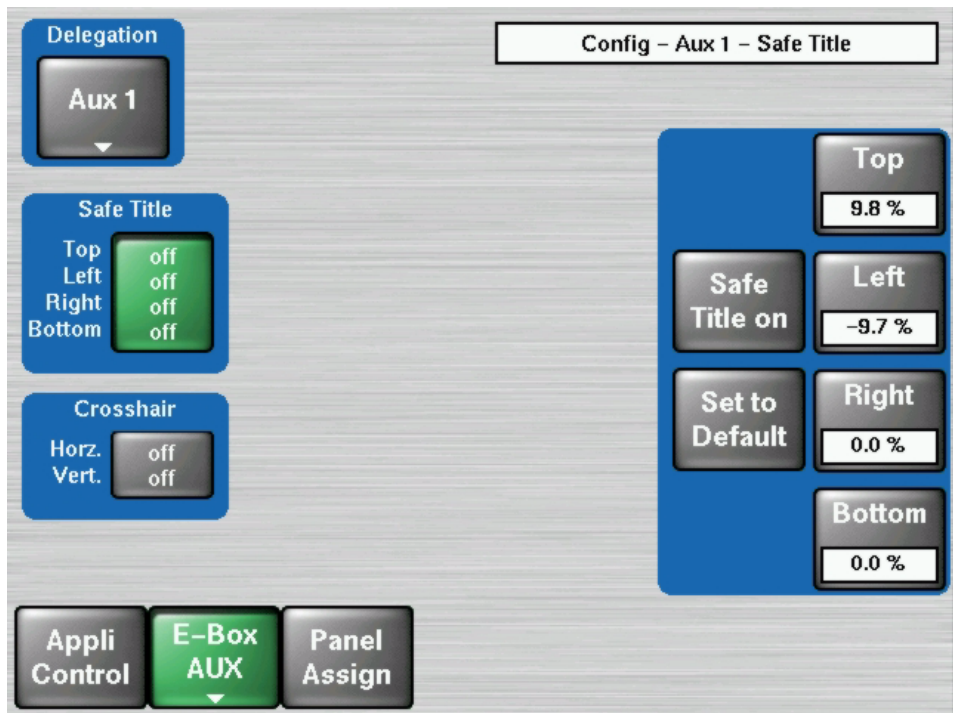 Delegation
Aux 1
Config – Aux 1 – Safe Title
Safe Title
Top off
Left off
Right off
Bottom off
Crosshair
Horz. off
Vert. off
Top
9.8 %
Safe
Title on
Left
–9.7 %
Set to
Default
Right
0.0 %
Bottom
0.0 %
Appli
Control
E–Box
AUX
Panel
Assign